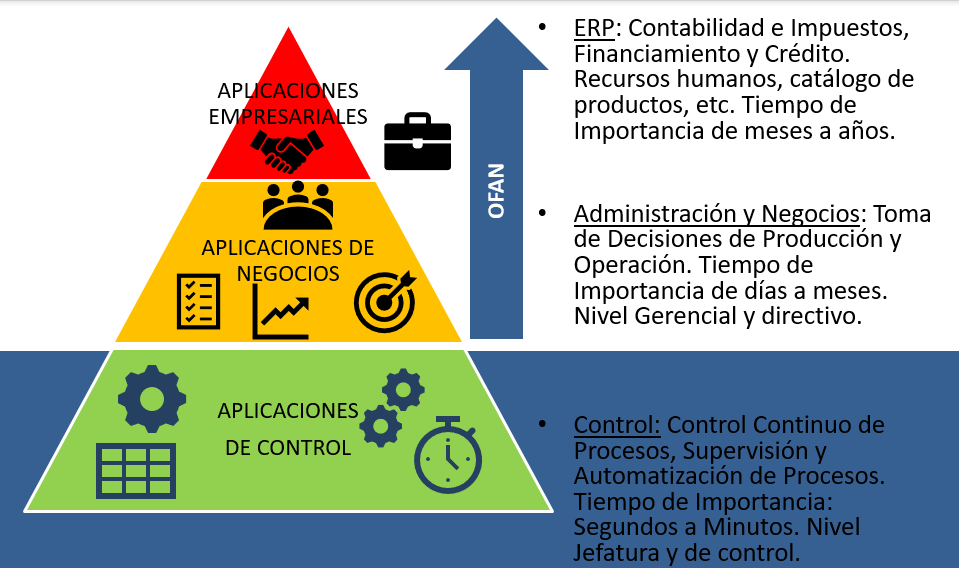 APLICACIONES
EMPRESARIALES
APLICACIONES DE
NEGOCIOS
APLICACIONES
DE CONTROL
OFAN
• ERP: Contabilidad e Impuestos,
Financiamiento y Crédito.
Recursos humanos, catálogo de
productos, etc. Tiempo de
Importancia de meses a años.
• Administración y Negocios: Toma
de Decisiones de Producción y
Operación. Tiempo de
Importancia de días a meses.
Nivel Gerencial y directivo.
• Control: Control Continuo de
Procesos, Supervisión y
Automatización de Procesos.
Tiempo de Importancia:
Segundos a Minutos. Nivel
Jefatura y de control.